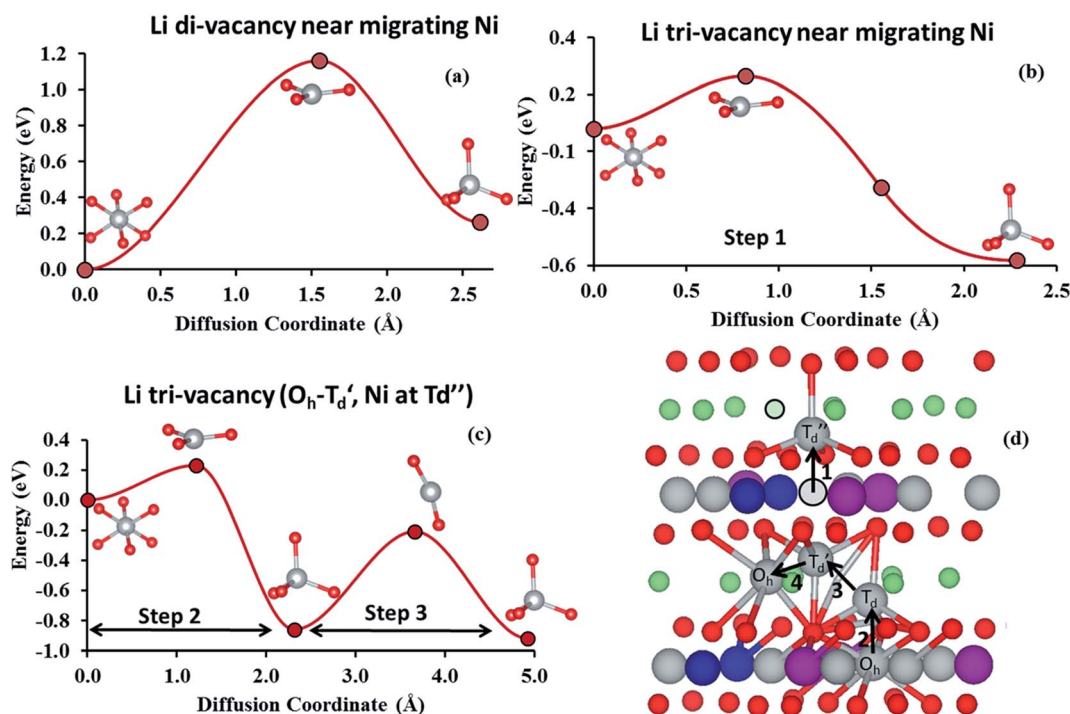 Li di-vacancy near migrating Ni
(a)
Energy (eV)
1.2
1.0
0.8
0.6
0.4
0.2
0.0
0.0 0.5 1.0 1.5 2.0 2.5
Diffusion Coordinate (Å)
Li tri-vacancy near migrating Ni
(b)
Energy (eV)
0.4
0.2
-0.1
-0.4
-0.6
Step 1
0.0 0.5 1.0 1.5 2.0 2.5
Diffusion Coordinate (Å)
Li tri-vacancy (Oh-Td‘, Ni at Td’’)
(c)
Energy (eV)
0.4
0.2
0.0
-0.2
-0.4
-0.6
-0.8
-1.0
Step 2 Step 3
0.0 1.0 2.0 3.0 4.0 5.0
Diffusion Coordinate (Å)
(d)
Td’’
1
Td’
Oh 4
3
Td
2
Oh